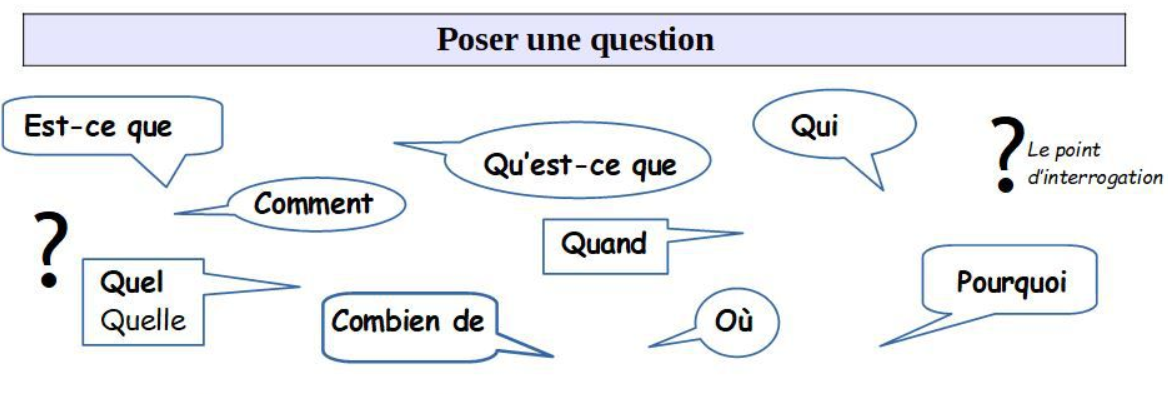 Poser une question
Est-ce que
Qu'est-ce que
Qui
?
Le point
d'interrogation
Comment
?
Quand
Quel
Quelle
Pourquoi
Combien de
Où